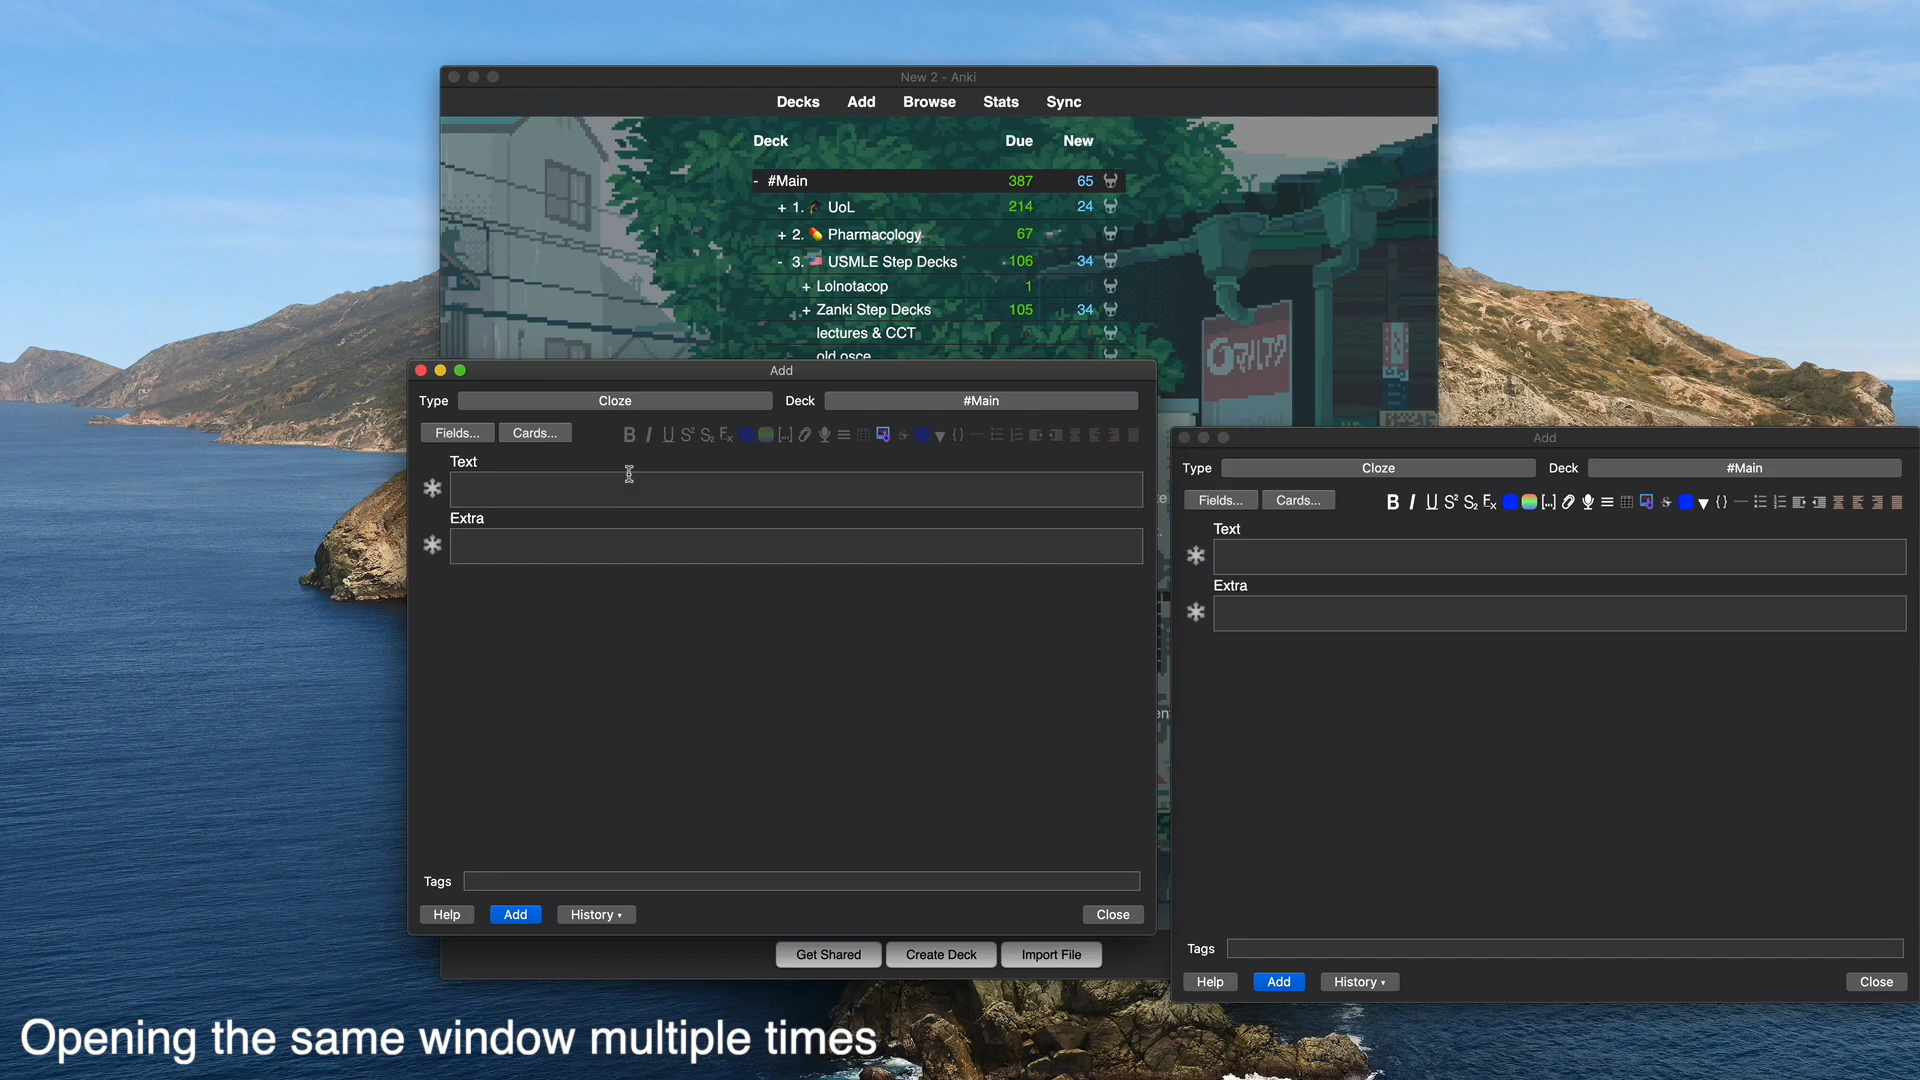 New 2 - Anki
Decks Add Browse Stats Sync
Deck Due New
- #Main 387 65
+ 1. UoL 214 24
+ 2. Pharmacology 67
- 3. USMLE Step Decks 106 34
+ Lolnotacop 1
+ Zanki Step Decks 105 34
lectures & CCT
old osce
Add
Type Cloze Deck #Main
Fields... Cards...
Text
Extra
Tags
Help Add History Close
Add
Type Cloze Deck #Main
Fields... Cards...
Text
Extra
Tags
Help Add History Close
Get Shared Create Deck Import File
Opening the same window multiple times